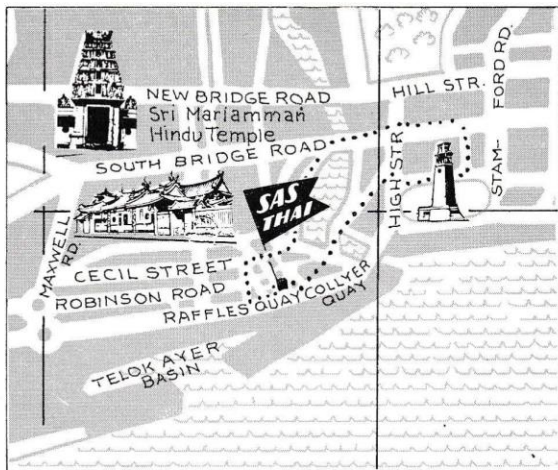 NEW BRIDGE ROAD
Sri Mariamman
Hindu Temple
HILL STR.
STAM-
FORD RD.
SOUTH BRIDGE ROAD
HIGH STR
SAS
THAI
MAXWELL
RD.
CECIL STREET
ROBINSON ROAD
RAFFLES QUAY
COLLYER
QUAY
TELOK AYER
BASIN